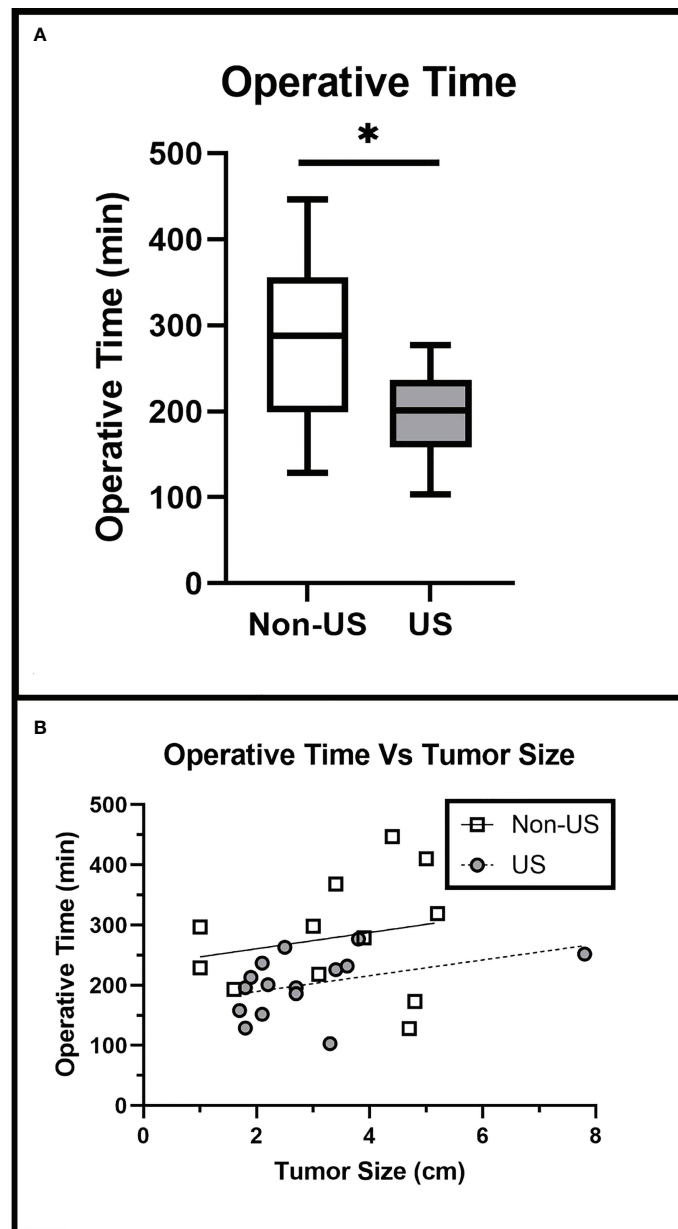 A
Operative Time
*
Operative Time (min)
500
400
300
200
100
0
Non-US
US
B
Operative Time Vs Tumor Size
Operative Time (min)
500
400
300
200
100
0
0
2
4
6
8
Tumor Size (cm)
Non-US
US